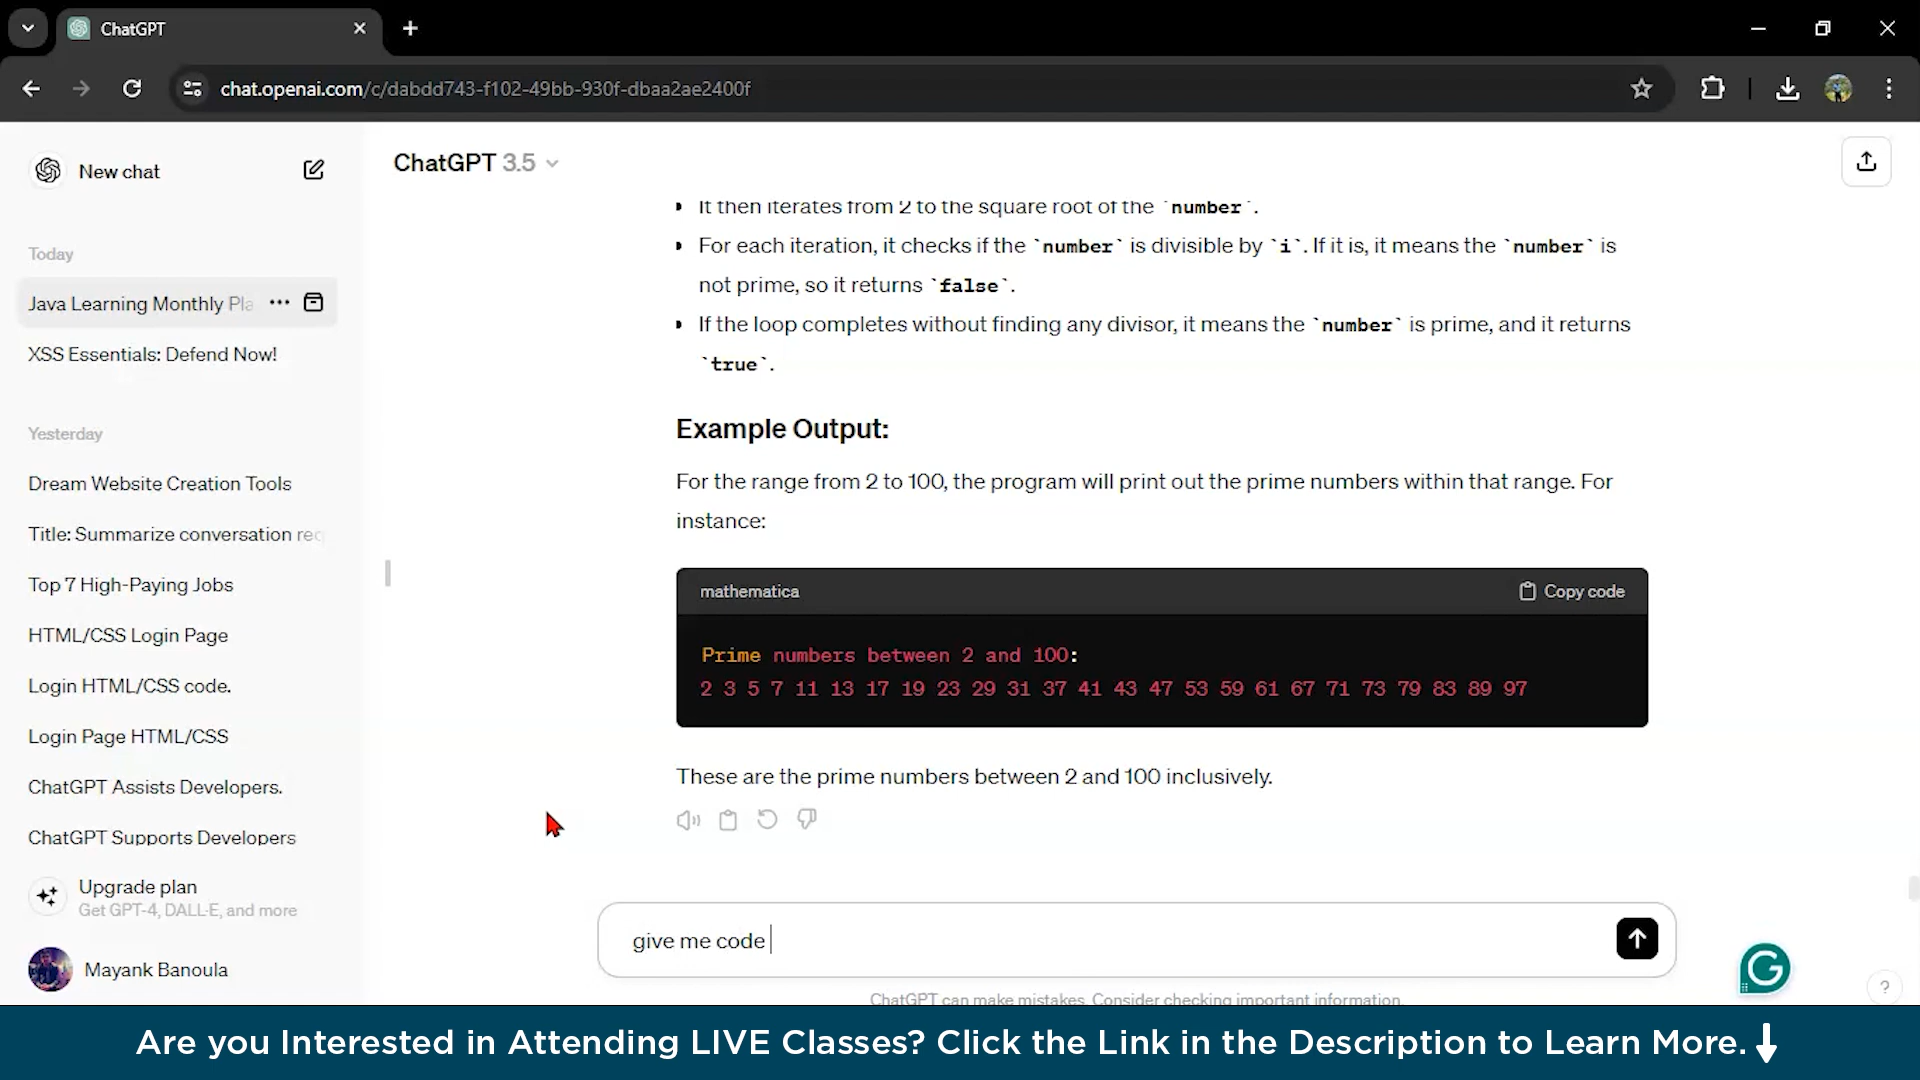 ChatGPT
chat.openai.com/c/dabdd743-f102-49bb-930f-dbaa2ae2400f
New chat
Today
Java Learning Monthly Pla
XSS Essentials: Defend Now!
Yesterday
Dream Website Creation Tools
Title: Summarize conversation req
Top 7 High-Paying Jobs
HTML/CSS Login Page
Login HTML/CSS code.
Login Page HTML/CSS
ChatGPT Assists Developers.
ChatGPT Supports Developers
Upgrade plan
Get GPT-4, DALL·E, and more
Mayank Banoula
ChatGPT 3.5
It then iterates from 2 to the square root of the `number`.
For each iteration, it checks if the `number` is divisible by `i`. If it is, it means the `number` is
not prime, so it returns `false`.
If the loop completes without finding any divisor, it means the `number` is prime, and it returns
`true`.
Example Output:
For the range from 2 to 100, the program will print out the prime numbers within that range. For
instance:
mathematica
Copy code
Prime numbers between 2 and 100:
2 3 5 7 11 13 17 19 23 29 31 37 41 43 47 53 59 61 67 71 73 79 83 89 97
These are the prime numbers between 2 and 100 inclusively.
give me code
ChatGPT can make mistakes. Consider checking important information.
?
Are you Interested in Attending LIVE Classes? Click the Link in the Description to Learn More.